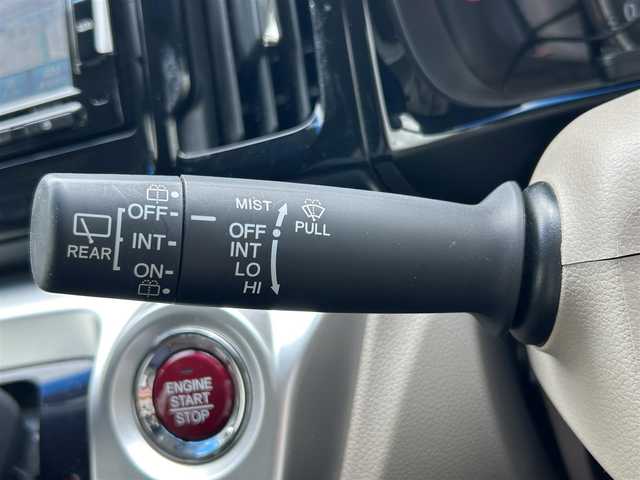 REAR
OFF
INT
ON
MIST
OFF
INT
LO
HI
PULL
ENGINE
START
STOP